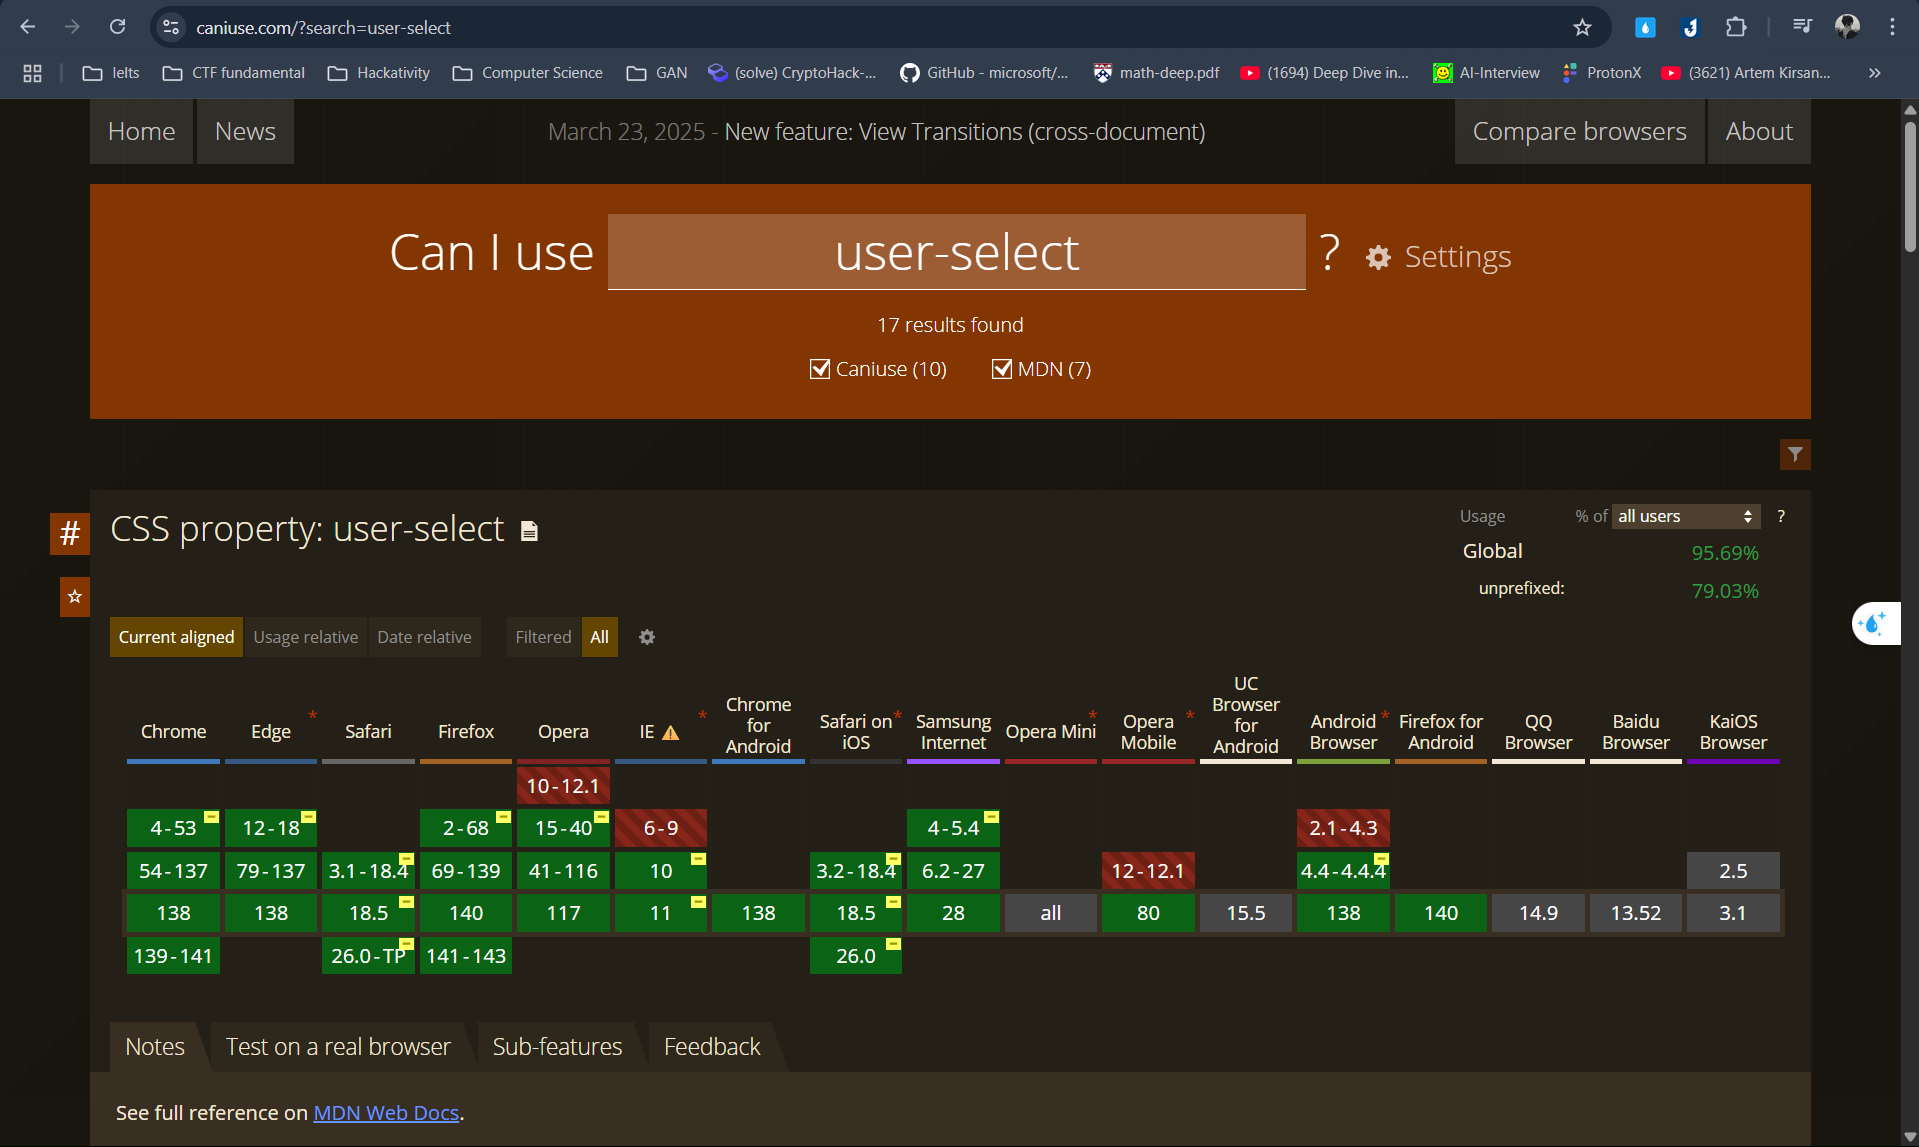 caniuse.com/?search=user-select
Ielts
CTF fundamental
Hackativity
Computer Science
GAN
(solve) CryptoHack-...
GitHub - microsoft/...
math-deep.pdf
(1694) Deep Dive in...
AI-Interview
ProtonX
(3621) Artem Kirsan...
»
Home
News
March 23, 2025 - New feature: View Transitions (cross-document)
Compare browsers
About
Can I use user-select ? Settings
17 results found
Caniuse (10) MDN (7)
#
CSS property: user-select
Usage % of all users ?
Global 95.69%
unprefixed: 79.03%
Current aligned Usage relative Date relative Filtered All
Chrome
Edge *
Safari
Firefox
Opera
IE *
Chrome for Android
Safari on iOS *
Samsung Internet
Opera Mini *
Opera Mobile *
UC Browser for Android
Android Browser *
Firefox for Android
QQ Browser
Baidu Browser
KaiOS Browser
10-12.1
4-53 12-18 2-68 15-40 6-9 4-5.4 2.1-4.3
54-137 79-137 3.1-18.4 69-139 41-116 10 3.2-18.4 6.2-27 12-12.1 4.4-4.4.4 2.5
138 138 18.5 140 117 11 138 18.5 28 all 80 15.5 138 140 14.9 13.52 3.1
139-141 26.0-TP 141-143 26.0
Notes Test on a real browser Sub-features Feedback
See full reference on MDN Web Docs.